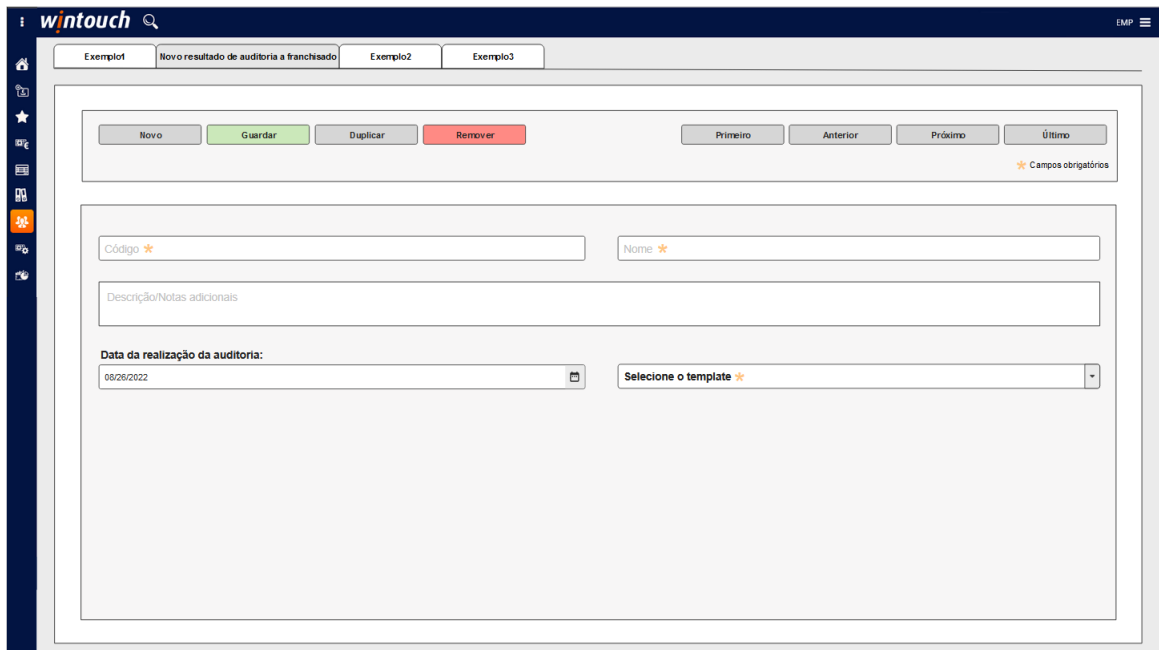 wintouch
EMP
Exemplo1 Novo resultado de auditoria a franchisado Exemplo2 Exemplo3
Novo Guardar Duplicar Remover Primeiro Anterior Próximo Último
* Campos obrigatórios
Código * Nome *
Descrição/Notas adicionais
Data da realização da auditoria:
08/26/2022 Selecione o template *